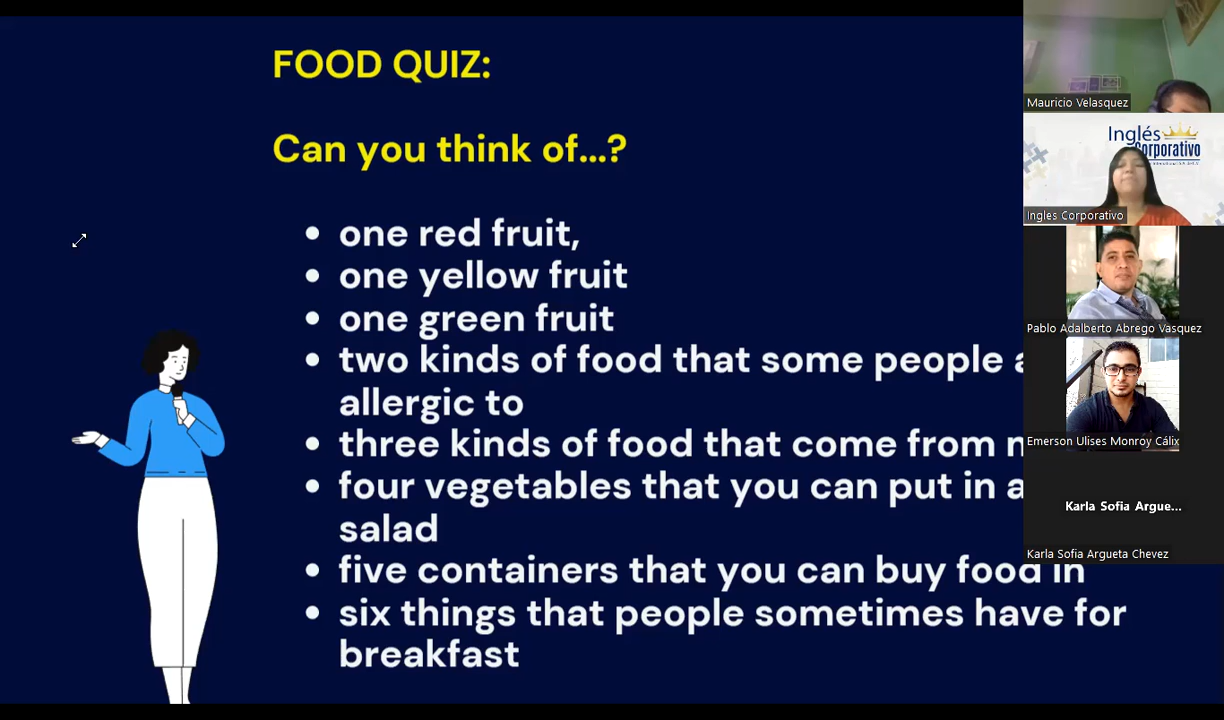 FOOD QUIZ:
Can you think of...?
• one red fruit,
• one yellow fruit
• one green fruit
• two kinds of food that some people a
allergic to
• three kinds of food that come from
• four vegetables that you can put in a
salad
• five containers that you can buy food in
• six things that people sometimes have for
breakfast
Mauricio Velasquez
Inglés
Corporativo
Ingles Corporativo
Pablo Adalberto Abrego Vasquez
Emerson Ulises Monroy Cálix
Karla Sofia Argue...
Karla Sofia Argueta Chevez